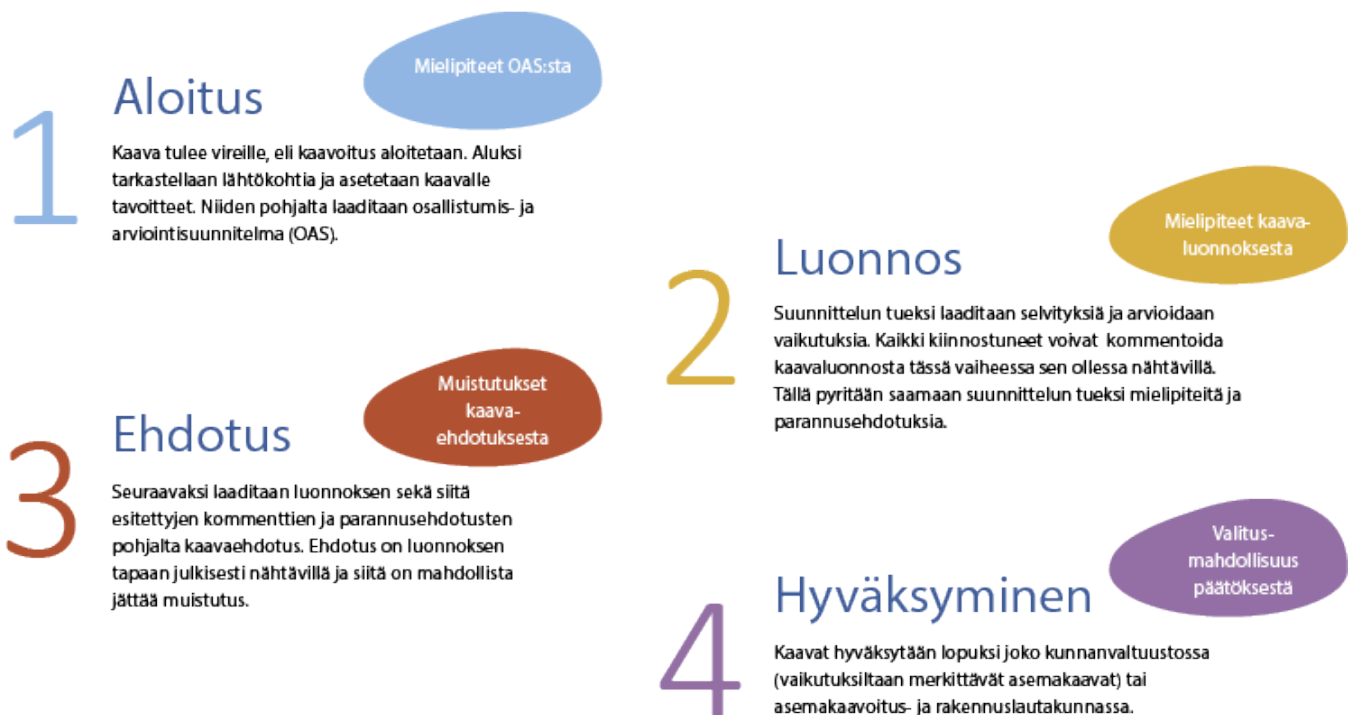 Mielipiteet OAS:sta
1
Aloitus
Kaava tulee vireille, eli kaavoitus aloitetaan. Aluksi
tarkastellaan lähtökohtia ja asetetaan kaavalle
tavoitteet. Niiden pohjalta laaditaan osallistumis- ja
arviointisuunnitelma (OAS).
Mielipiteet kaava-
luonnoksesta
2
Luonnos
Suunnittelun tueksi laaditaan selvityksiä ja arvioidaan
vaikutuksia. Kaikki kiinnostuneet voivat kommentoida
kaavaluonnosta tässä vaiheessa sen ollessa nähtävillä.
Tällä pyritään saamaan suunnittelun tueksi mielipiteitä ja
parannusehdotuksia.
Muistutukset
kaava-
ehdotuksesta
3
Ehdotus
Seuraavaksi laaditaan luonnoksen sekä siitä
esitettyjen kommenttien ja parannusehdotusten
pohjalta kaavaehdotus. Ehdotus on luonnoksen
tapaan julkisesti nähtävillä ja siitä on mahdollista
jättää muistutus.
Valitus-
mahdollisuus
päätöksestä
4
Hyväksyminen
Kaavat hyväksytään lopuksi joko kunnanvaltuustossa
(vaikutuksiltaan merkittävät asemakaavat) tai
asemakaavoitus- ja rakennuslautakunnassa.